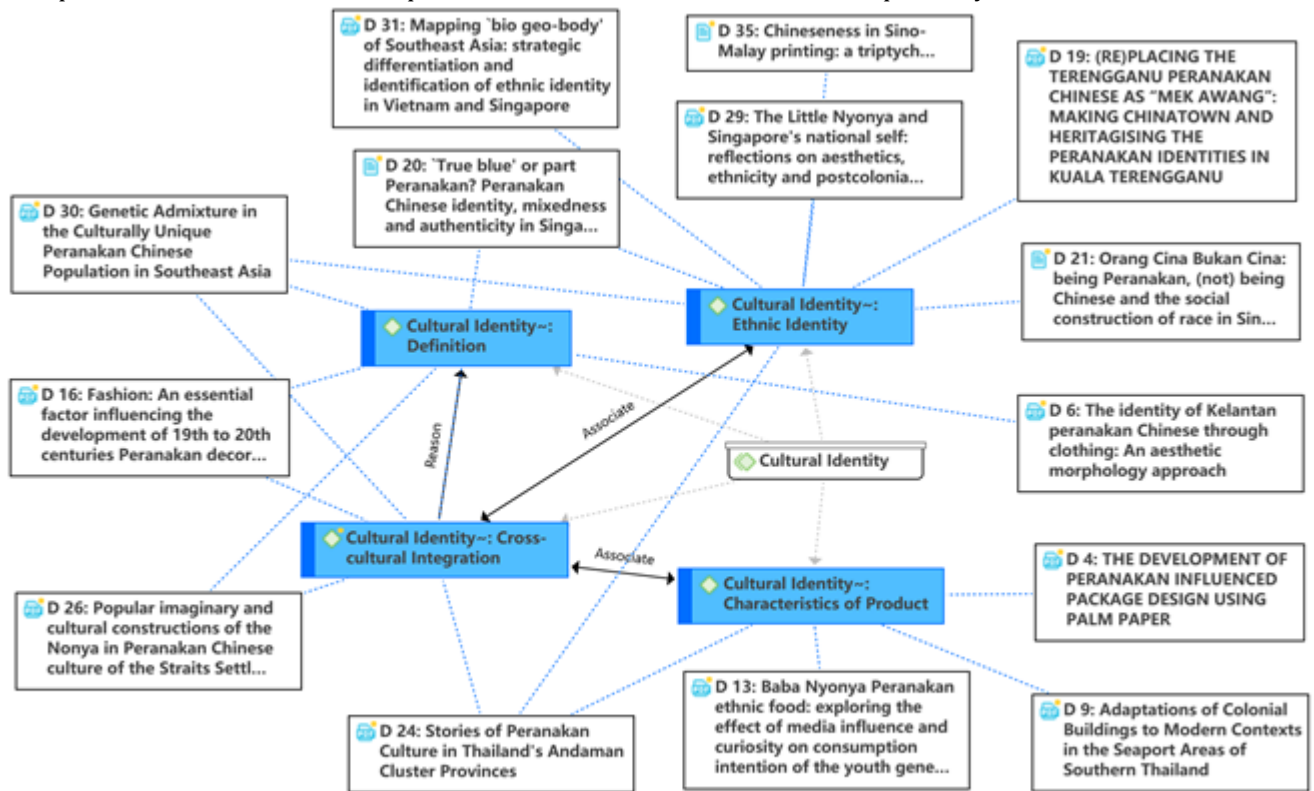 D 31: Mapping `bio geo-body'
of Southeast Asia: strategic
differentiation and
identification of ethnic identity
in Vietnam and Singapore
D 35: Chineseness in Sino-
Malay printing: a triptych...
D 19: (RE)PLACING THE
TERENGGANU PERANAKAN
CHINESE AS "MEK AWANG":
MAKING CHINATOWN AND
HERITAGISING THE
PERANAKAN IDENTITIES IN
KUALA TERENGGANU
D 29: The Little Nyonya and
Singapore's national self:
reflections on aesthetics,
ethnicity and postcolonia...
D 20: `True blue' or part
Peranakan? Peranakan
Chinese identity, mixedness
and authenticity in Singa...
D 30: Genetic Admixture in
the Culturally Unique
Peranakan Chinese
Population in Southeast Asia
D 21: Orang Cina Bukan Cina:
being Peranakan, (not) being
Chinese and the social
construction of race in Sin...
Cultural Identity~:
Ethnic Identity
Cultural Identity~:
Definition
D 16: Fashion: An essential
factor influencing the
development of 19th to 20th
centuries Peranakan decor...
Reason
Associate
D 6: The identity of Kelantan
peranakan Chinese through
clothing: An aesthetic
morphology approach
Cultural Identity
Cultural Identity~: Cross-
cultural Integration
Associate
Cultural Identity~:
Characteristics of Product
D 4: THE DEVELOPMENT OF
PERANAKAN INFLUENCED
PACKAGE DESIGN USING
PALM PAPER
D 26: Popular imaginary and
cultural constructions of the
Nonya in Peranakan Chinese
culture of the Straits Settl...
D 24: Stories of Peranakan
Culture in Thailand's Andaman
Cluster Provinces
D 13: Baba Nyonya Peranakan
ethnic food: exploring the
effect of media influence and
curiosity on consumption
intention of the youth gene...
D 9: Adaptations of Colonial
Buildings to Modern Contexts
in the Seaport Areas of
Southern Thailand